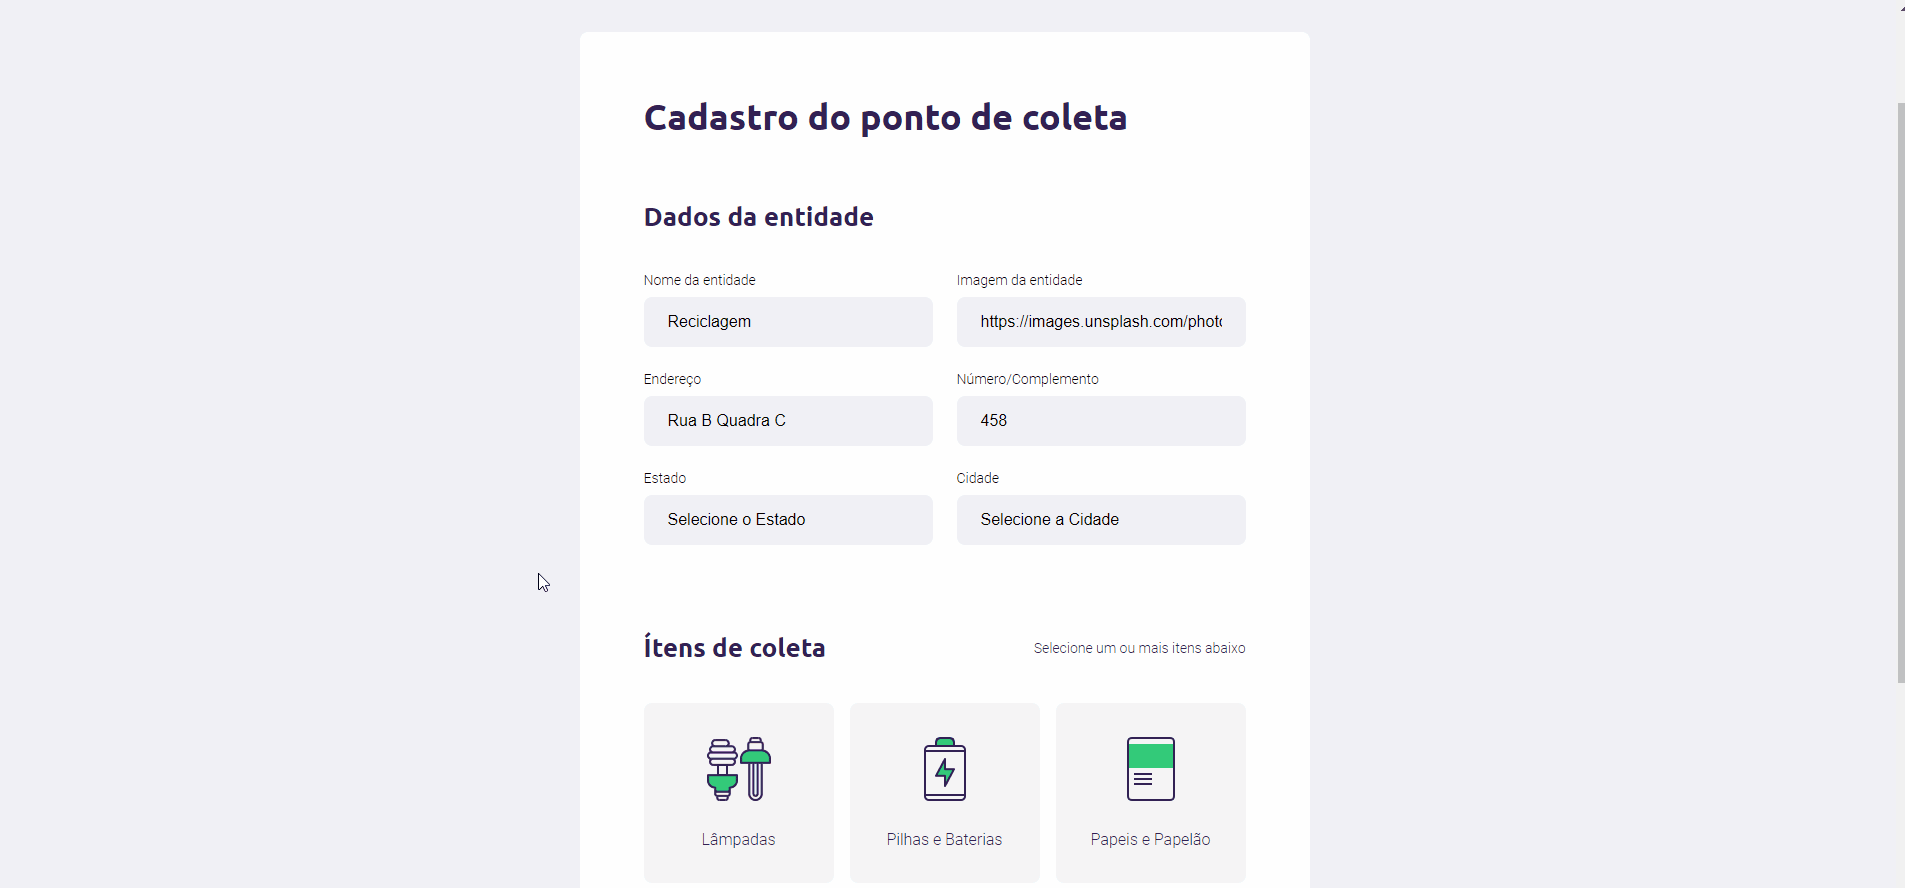 Cadastro do ponto de coleta
Dados da entidade
Nome da entidade
Imagem da entidade
Reciclagem
https://images.unsplash.com/phot
Endereço
Número/Complemento
Rua B Quadra C
458
Estado
Cidade
Selecione o Estado
Selecione a Cidade
Ítens de coleta
Selecione um ou mais itens abaixo
Lâmpadas
Pilhas e Baterias
Papeis e Papelão